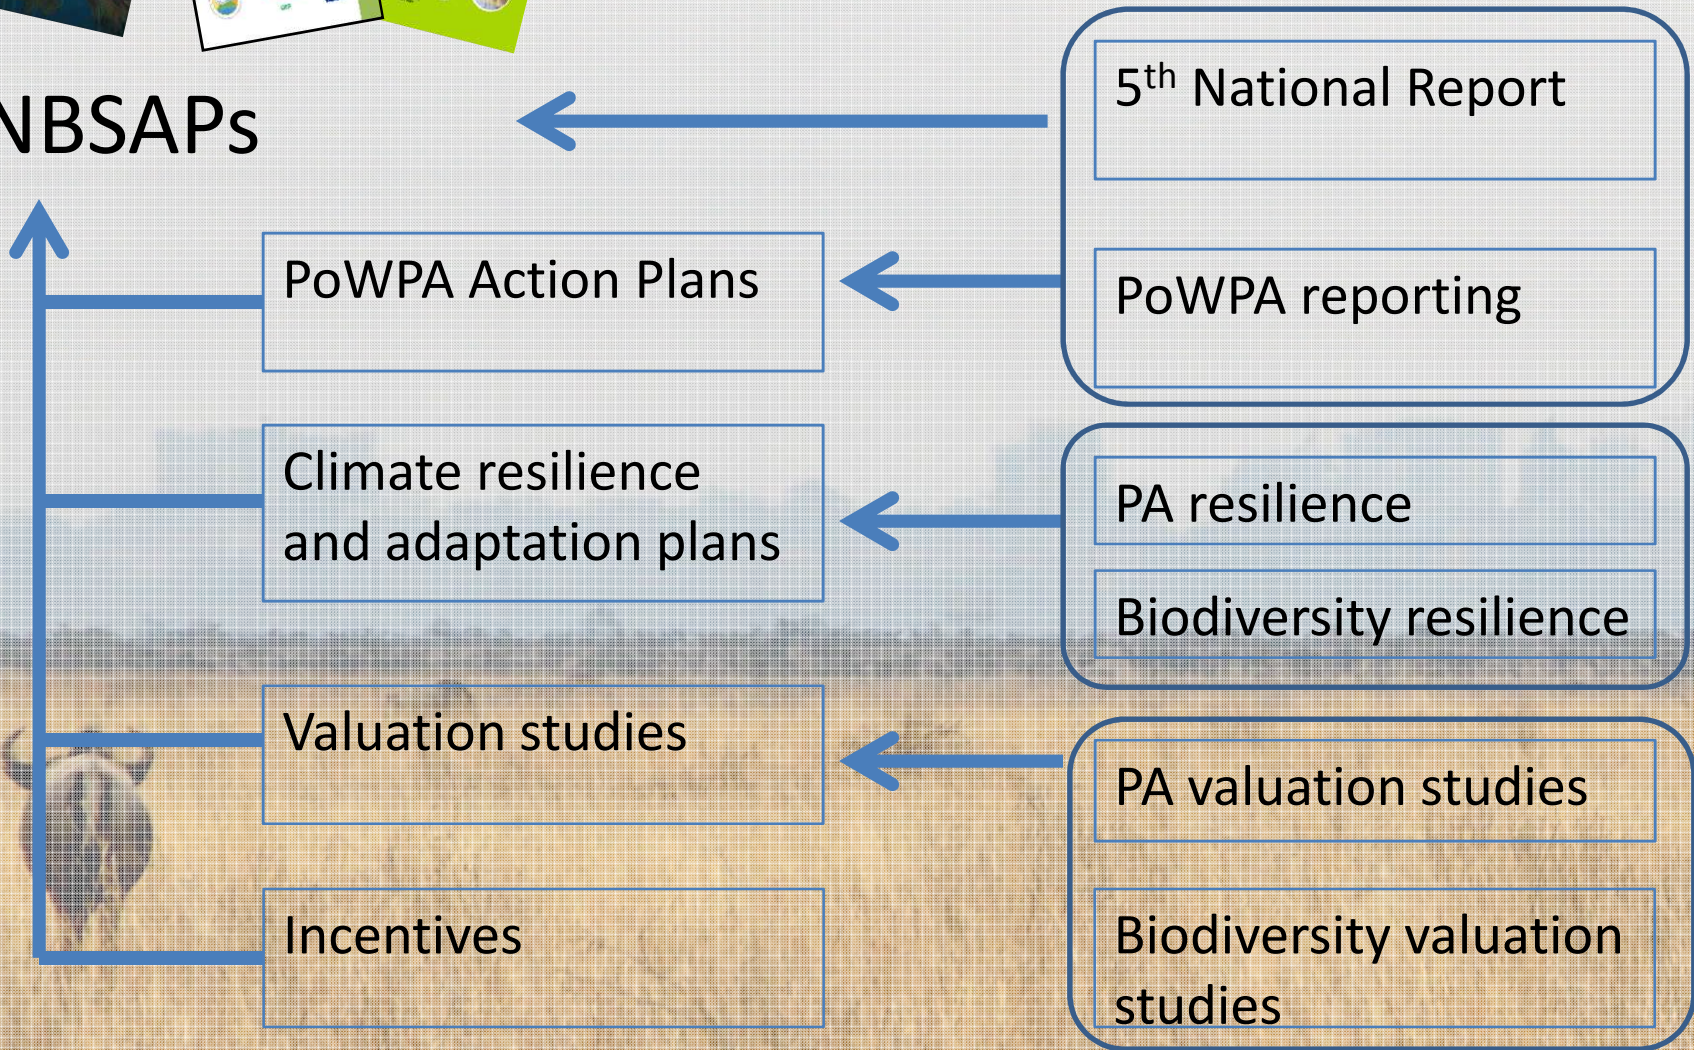 NBSAPs
5th National Report
PoWPA Action Plans
PoWPA reporting
Climate resilience
and adaptation plans
PA resilience
Biodiversity resilience
Valuation studies
PA valuation studies
Incentives
Biodiversity valuation
studies